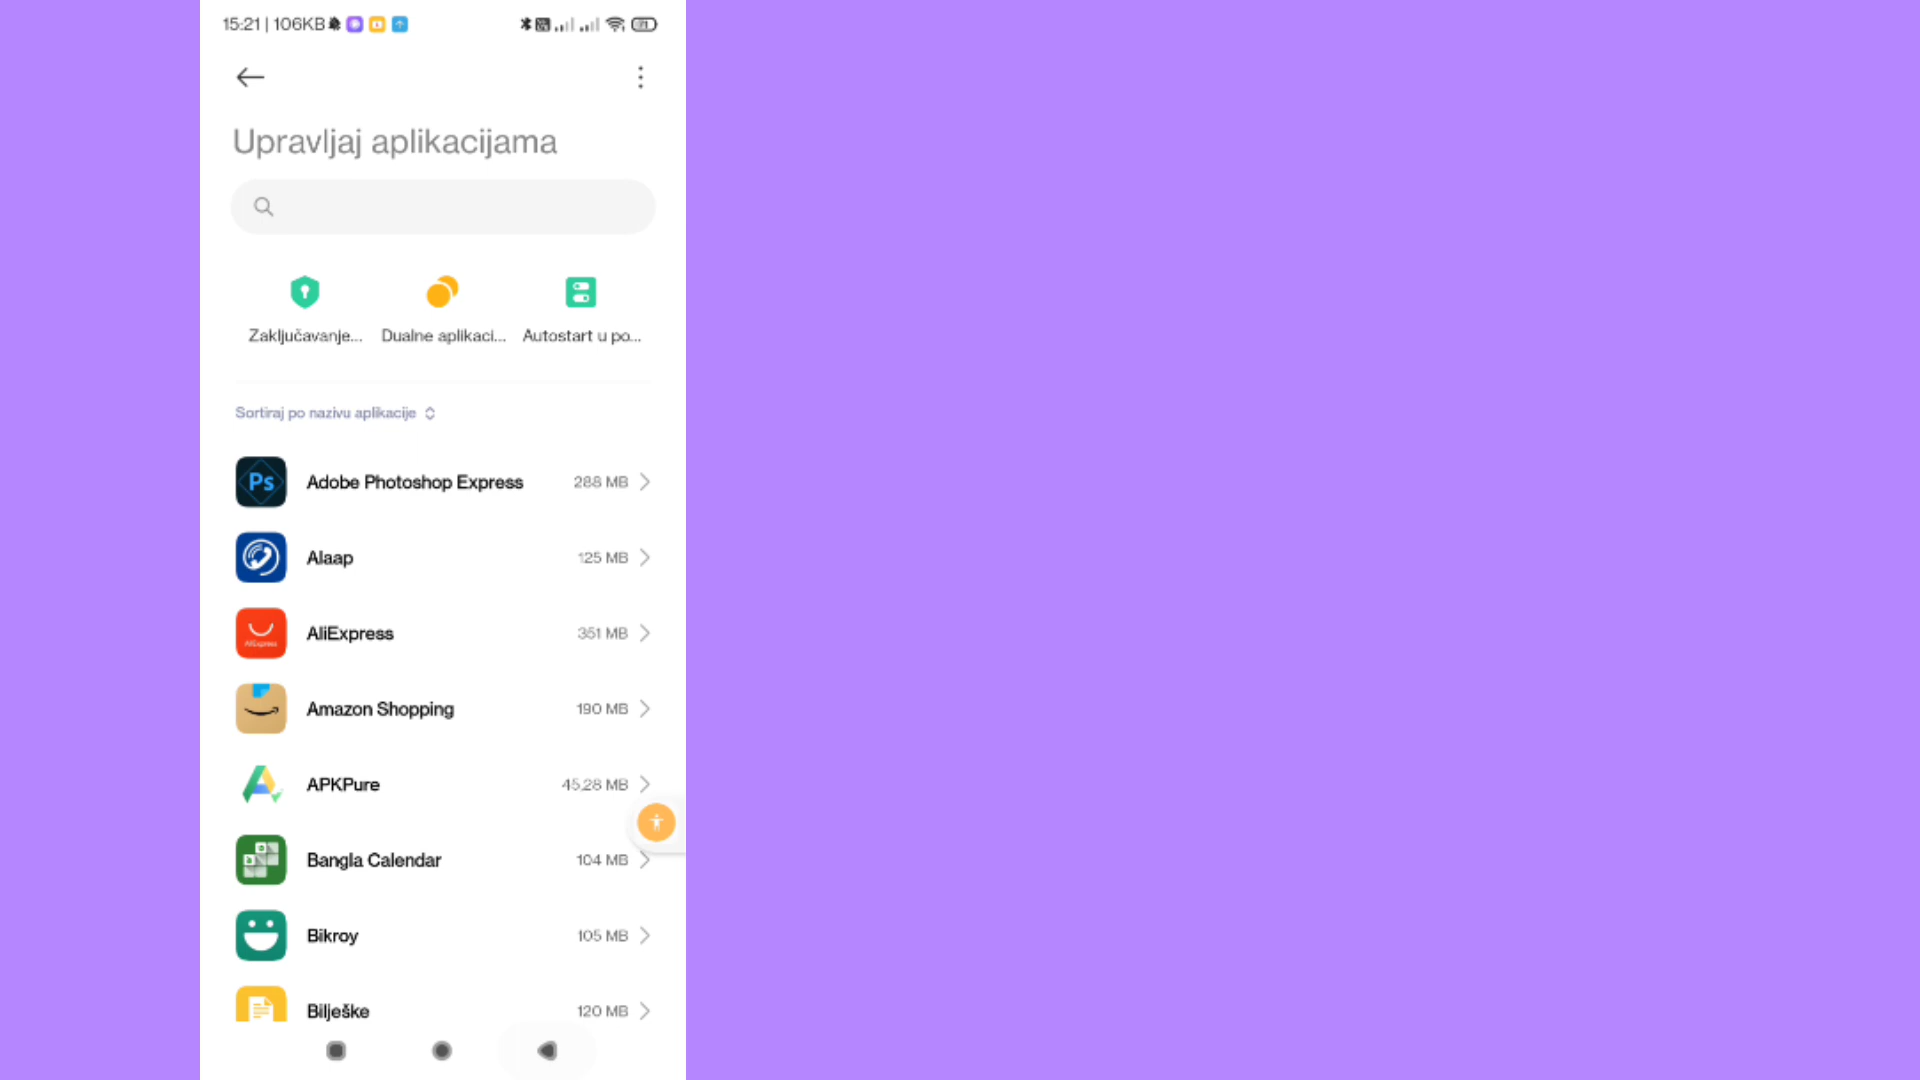 15:21 | 106KB
Upravljaj aplikacijama
Zaključavanje...
Dualne aplikaci...
Autostart u po...
Sortiraj po nazivu aplikacije
Ps
Adobe Photoshop Express
288 MB
Alaap
125 MB
AliExpress
AliExpress
351 MB
Amazon Shopping
190 MB
APKPure
45,28 MB
Bangla Calendar
104 MB
Bikroy
105 MB
Bilješke
120 MB